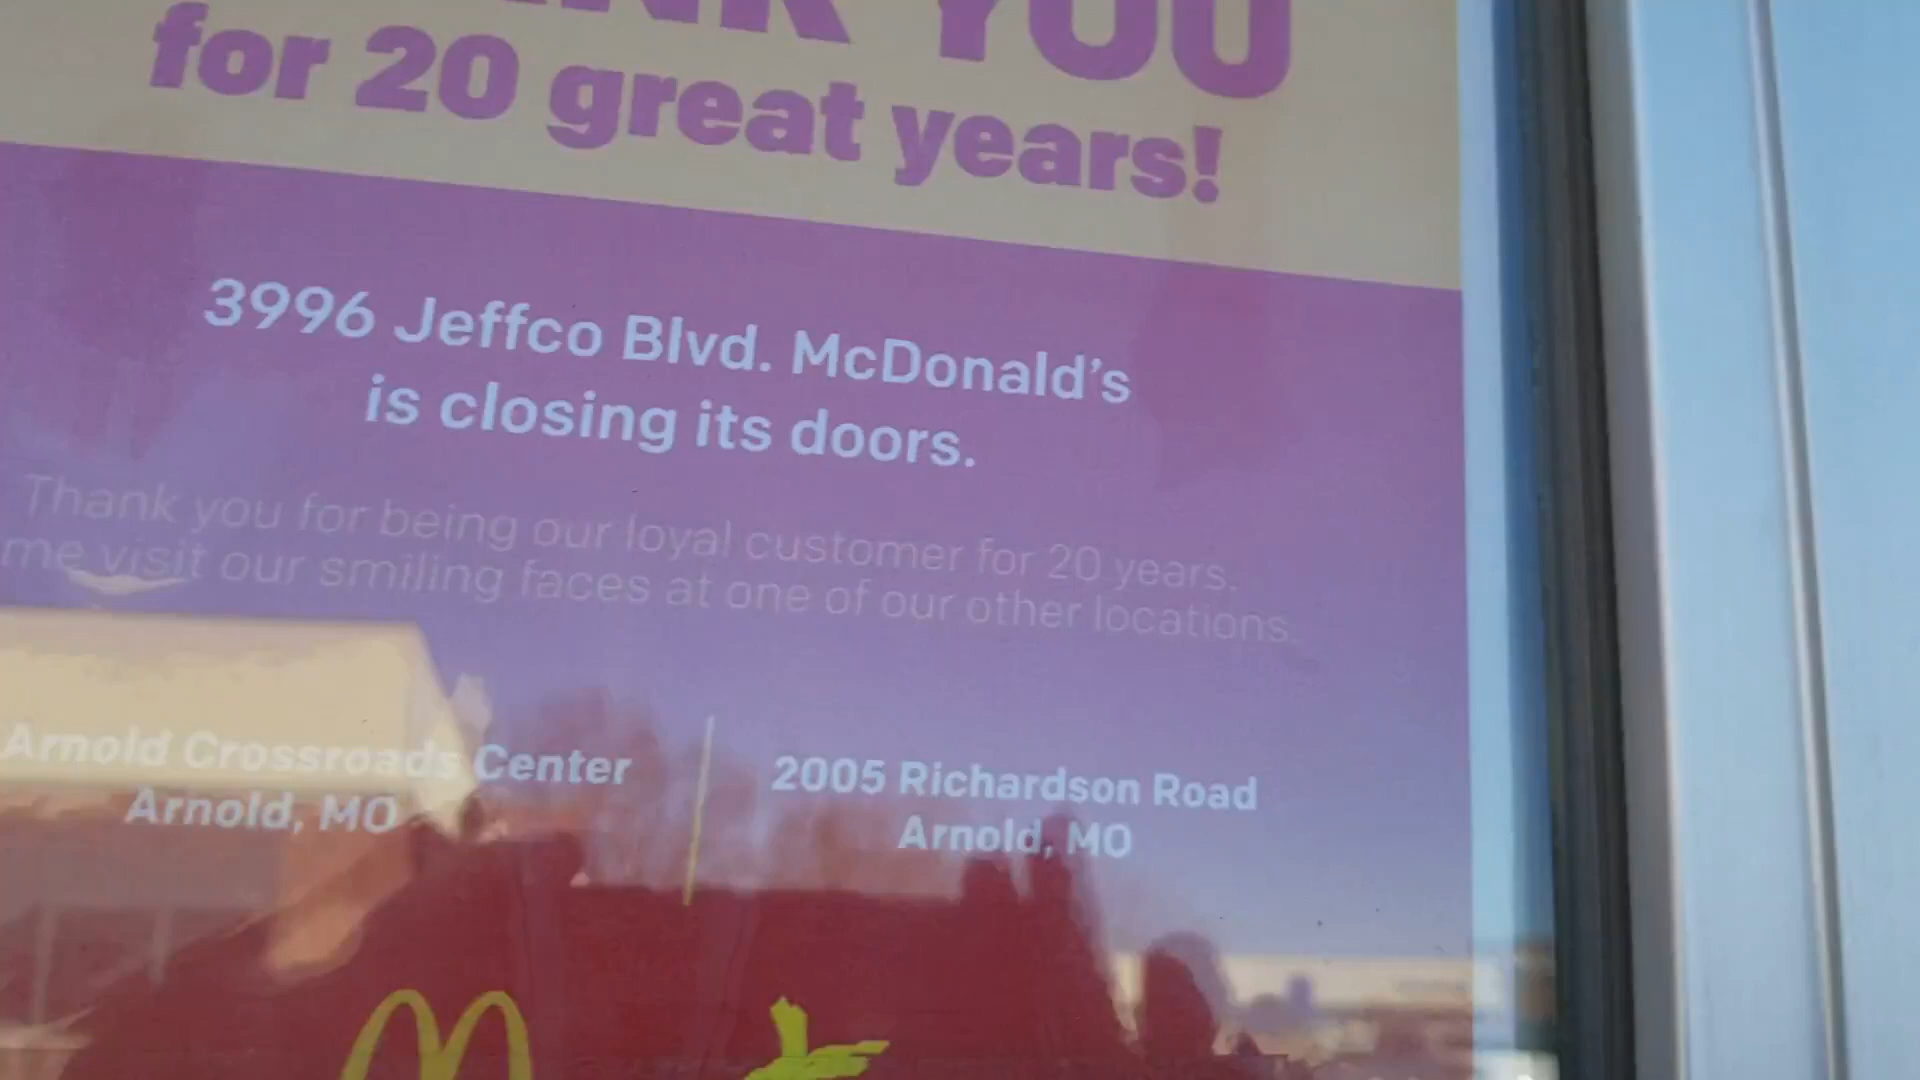 YOU
for 20 great years!
3996 Jeffco Blvd. McDonald's
is closing its doors.
Thank you for being our loyal customer for 20 years.
me visit our smiling faces at one of our other locations.
Arnold Crossroads Center
Arnold, MO
2005 Richardson Road
Arnold, MO